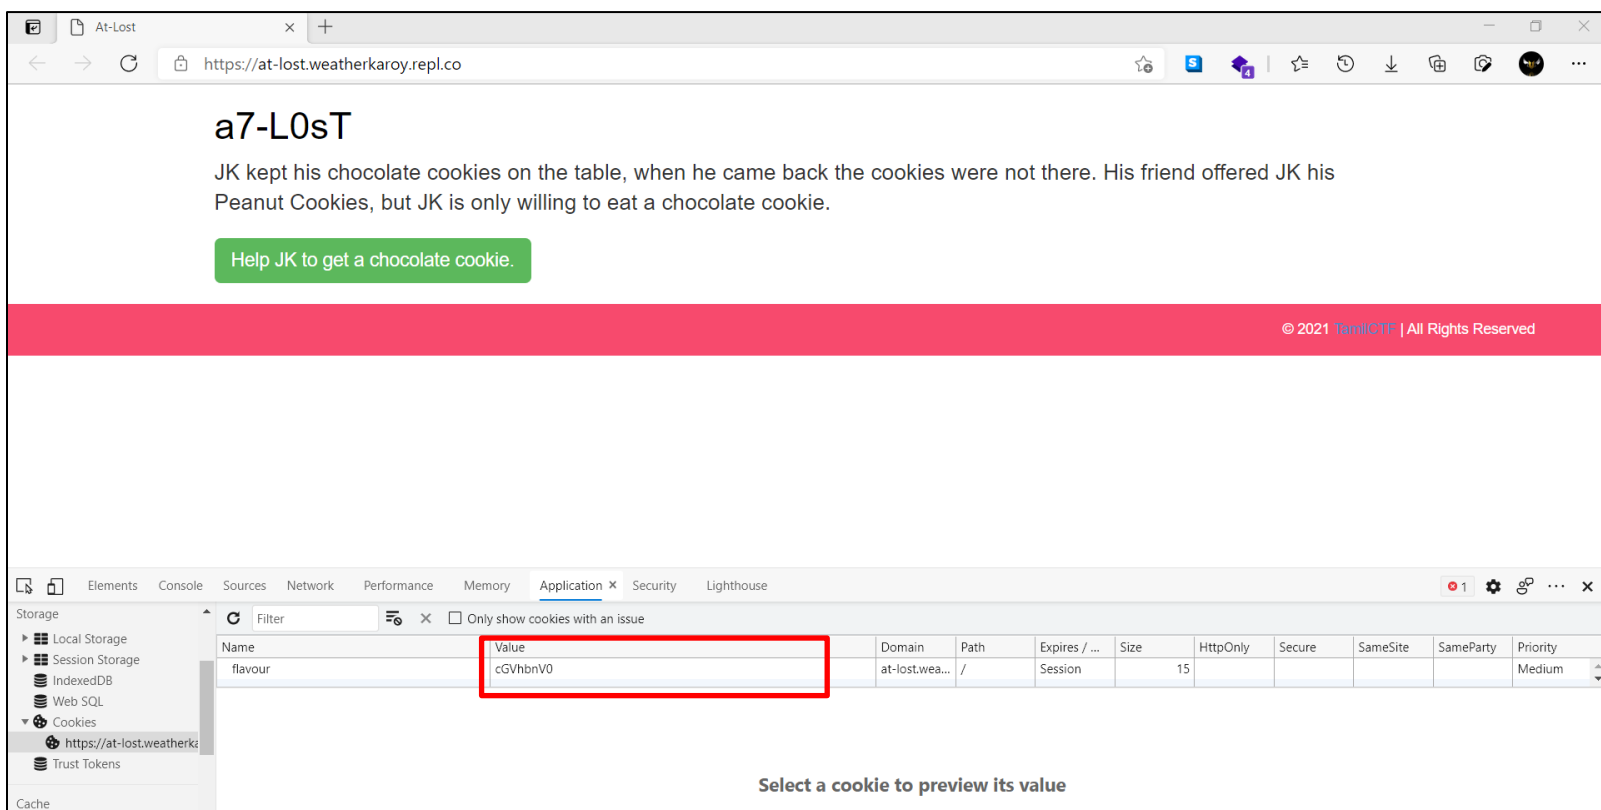 At-Lost
https://at-lost.weatherkaroy.repl.co
S
4
a7-L0sT
JK kept his chocolate cookies on the table, when he came back the cookies were not there. His friend offered JK his
Peanut Cookies, but JK is only willing to eat a chocolate cookie.
Help JK to get a chocolate cookie.
© 2021 TamilCTF | All Rights Reserved
Elements Console Sources Network Performance Memory Application Security Lighthouse 1
Storage
Filter Only show cookies with an issue
Local Storage
Session Storage
IndexedDB
Web SQL
Cookies
https://at-lost.weatherka
Trust Tokens
Cache
Name Value Domain Path Expires / ... Size HttpOnly Secure SameSite SameParty Priority
flavour cGVhbnV0 at-lost.wea... / Session 15 Medium
Select a cookie to preview its value